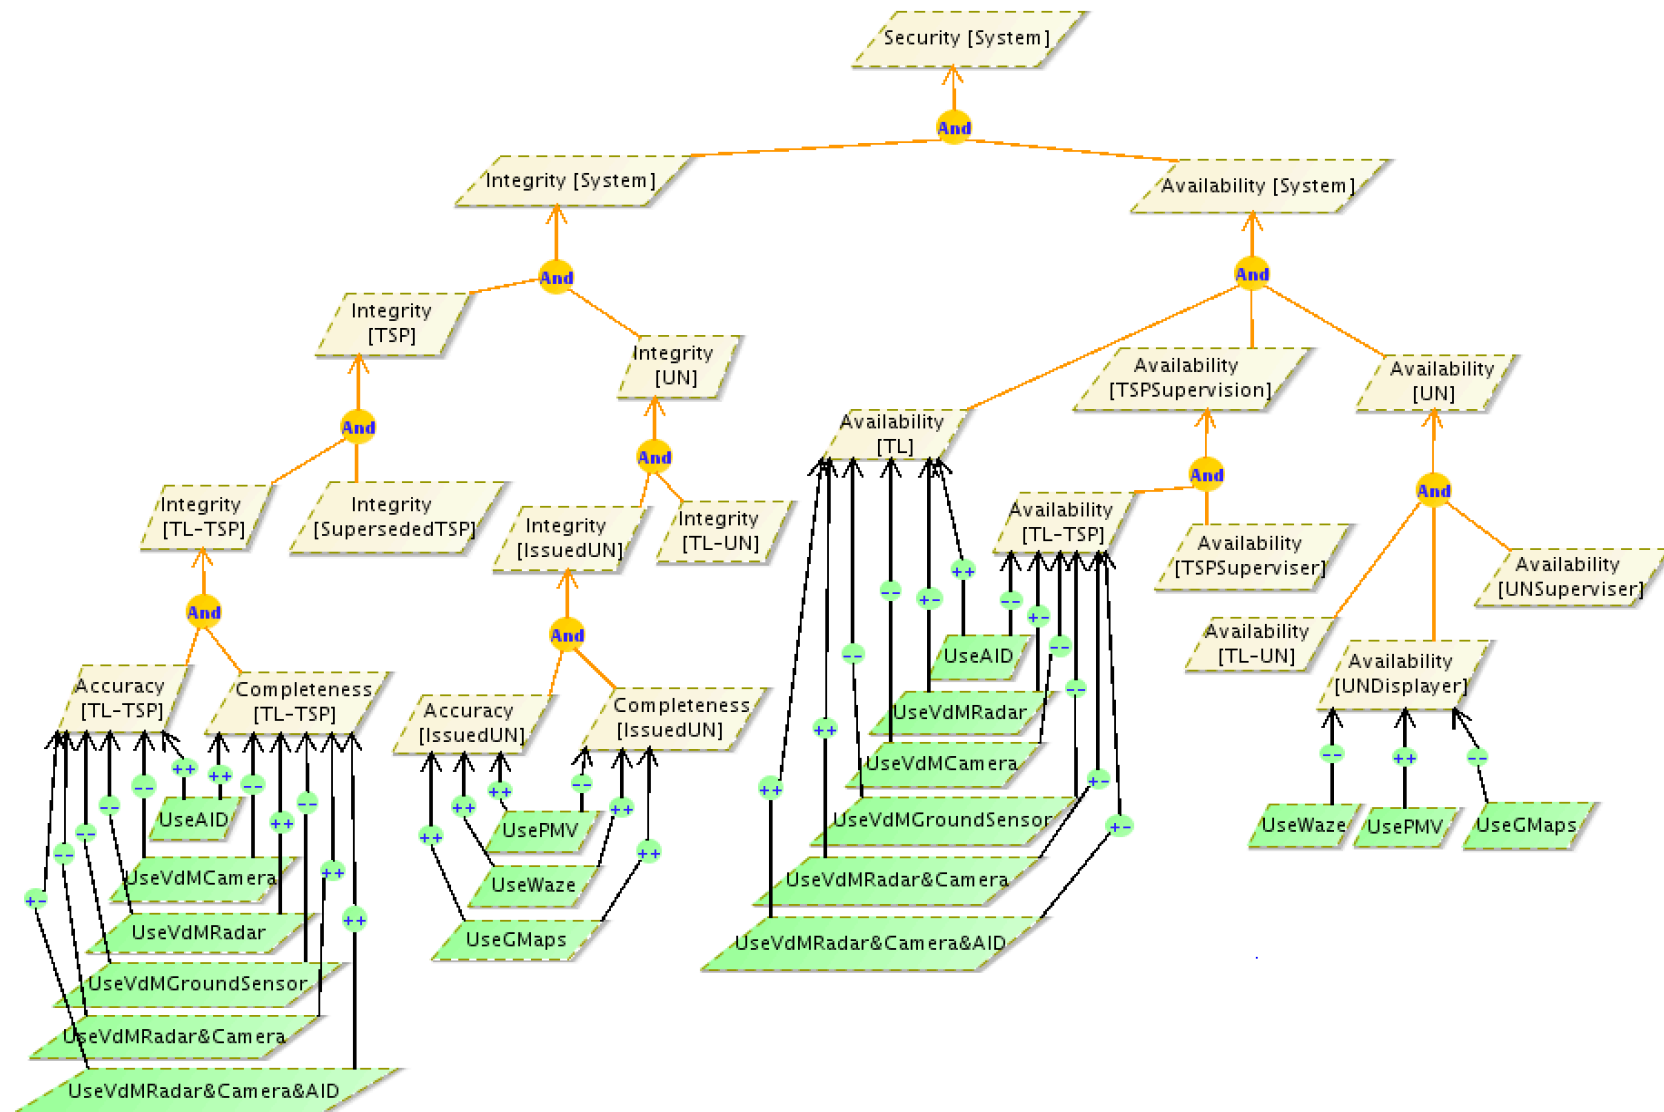 Security [System]
And
Integrity [System]
Availability [System]
And
And
Integrity
[TSP]
Integrity
[UN]
Availability
[TSPSupervision]
Availability
[UN]
And
And
Availability
[TL]
And
And
Integrity
[TL-TSP]
Integrity
[SupersededTSP]
Integrity
[IssuedUN]
Integrity
[TL-UN]
Availability
[TL-TSP]
Availability
[TSPSuperviser]
Availability
[UNSuperviser]
++
--
--
+-
+-
And
And
--
--
Availability
[TL-UN]
UseAID
Availability
[UNDisplayer]
Accuracy
[TL-TSP]
Completeness
[TL-TSP]
Accuracy
[IssuedUN]
Completeness
[IssuedUN]
--
UseVdMRadar
++
--
++
--
++
++
--
--
--
++
--
UseVdMCamera
+-
++
--
++
++
++
UseAID
++
--
UsePMV
UseVdMGroundSensor
+-
UseWaze
UsePMV
UseGMaps
++
++
--
++
UseVdMCamera
UseWaze
UseVdMRadar&Camera
+-
++
UseVdMRadar
UseGMaps
UseVdMRadar&Camera&AID
UseVdMGroundSensor
UseVdMRadar&Camera
UseVdMRadar&Camera&AID